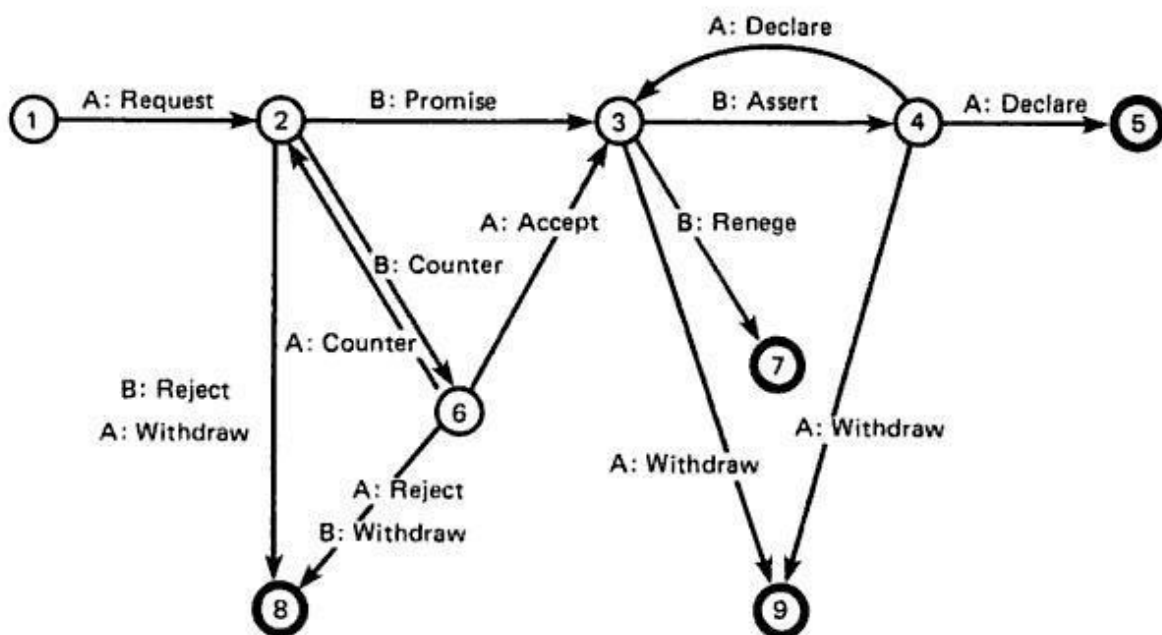 A: Declare
A: Request
B: Promise
B: Assert
A: Declare
1
2
3
4
5
A: Accept
B: Renege
B: Counter
A: Counter
7
B: Reject
6
A: Withdraw
A: Withdraw
A: Withdraw
A: Reject
B: Withdraw
8
9